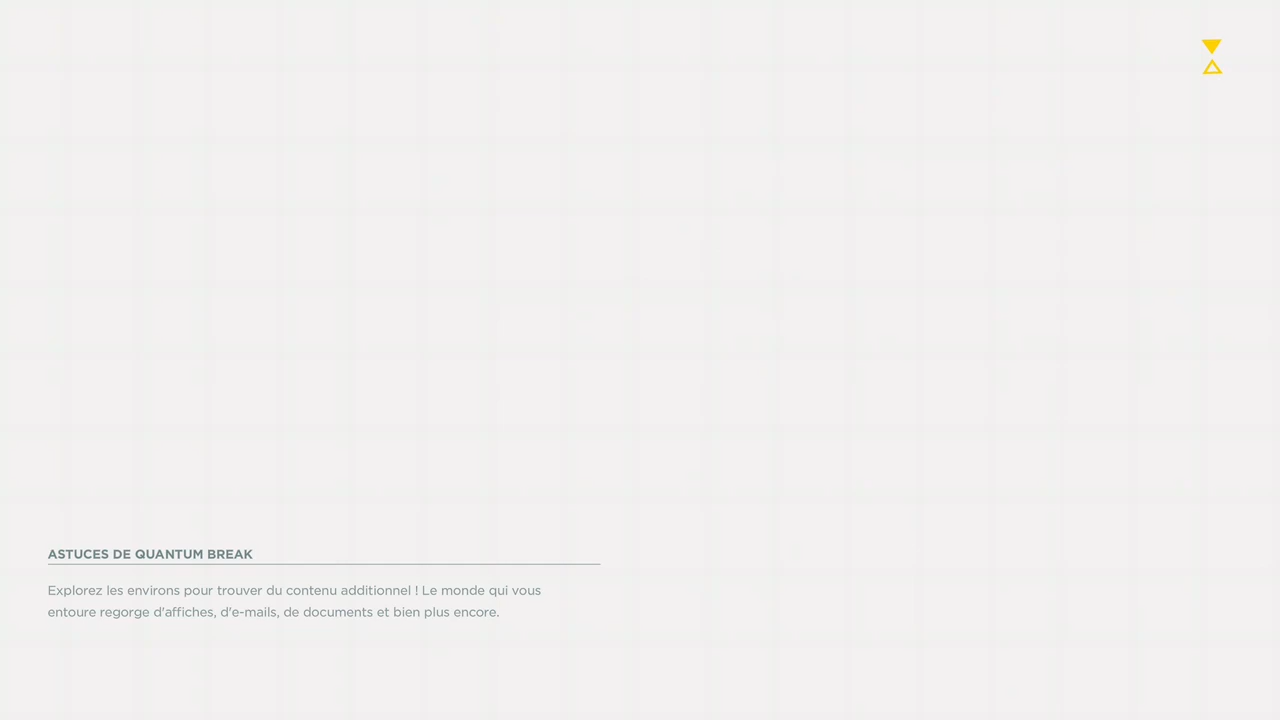 ASTUCES DE QUANTUM BREAK
Explorez les environs pour trouver du contenu additionnel ! Le monde qui vous
entoure regorge d'affiches, d'e-mails, de documents et bien plus encore.